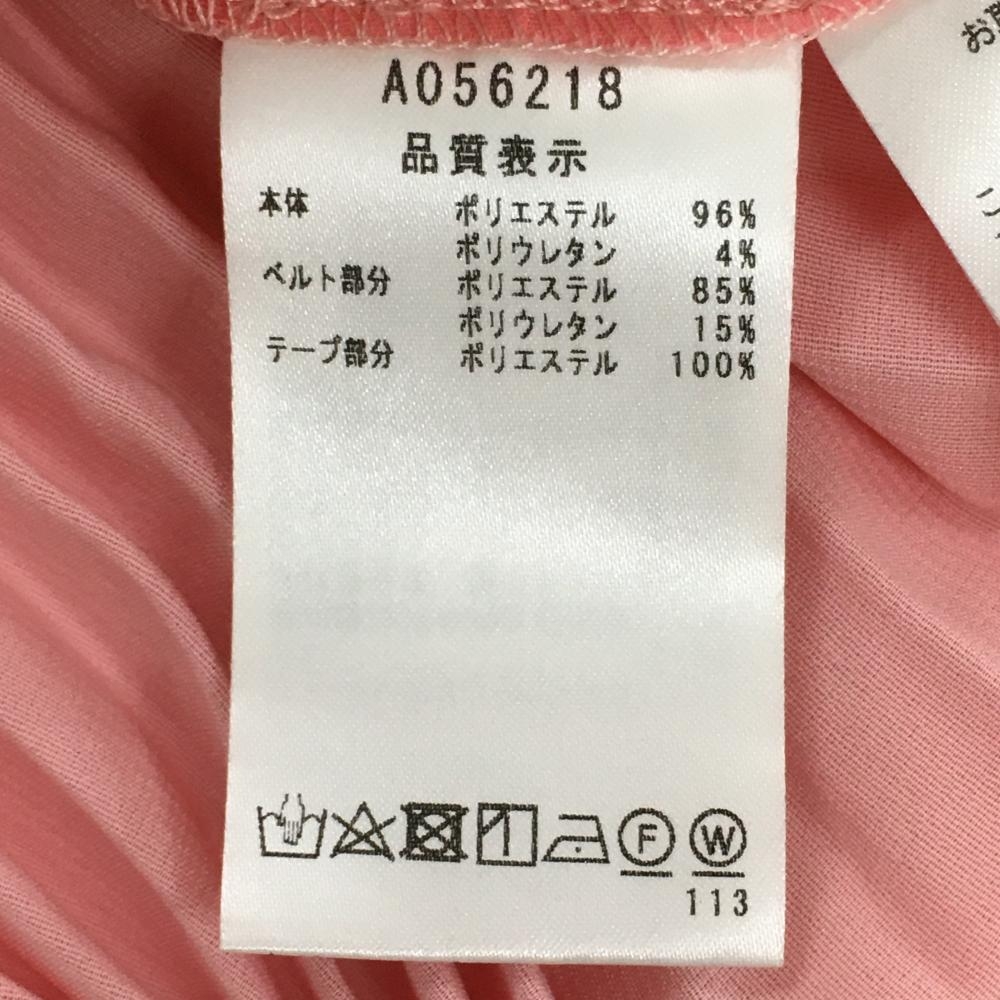 A056218
品質表示
本体 ポリエステル 96%
ポリウレタン 4%
ベルト部分 ポリエステル 85%
ポリウレタン 15%
テープ部分 ポリエステル 100%
F W
113
お